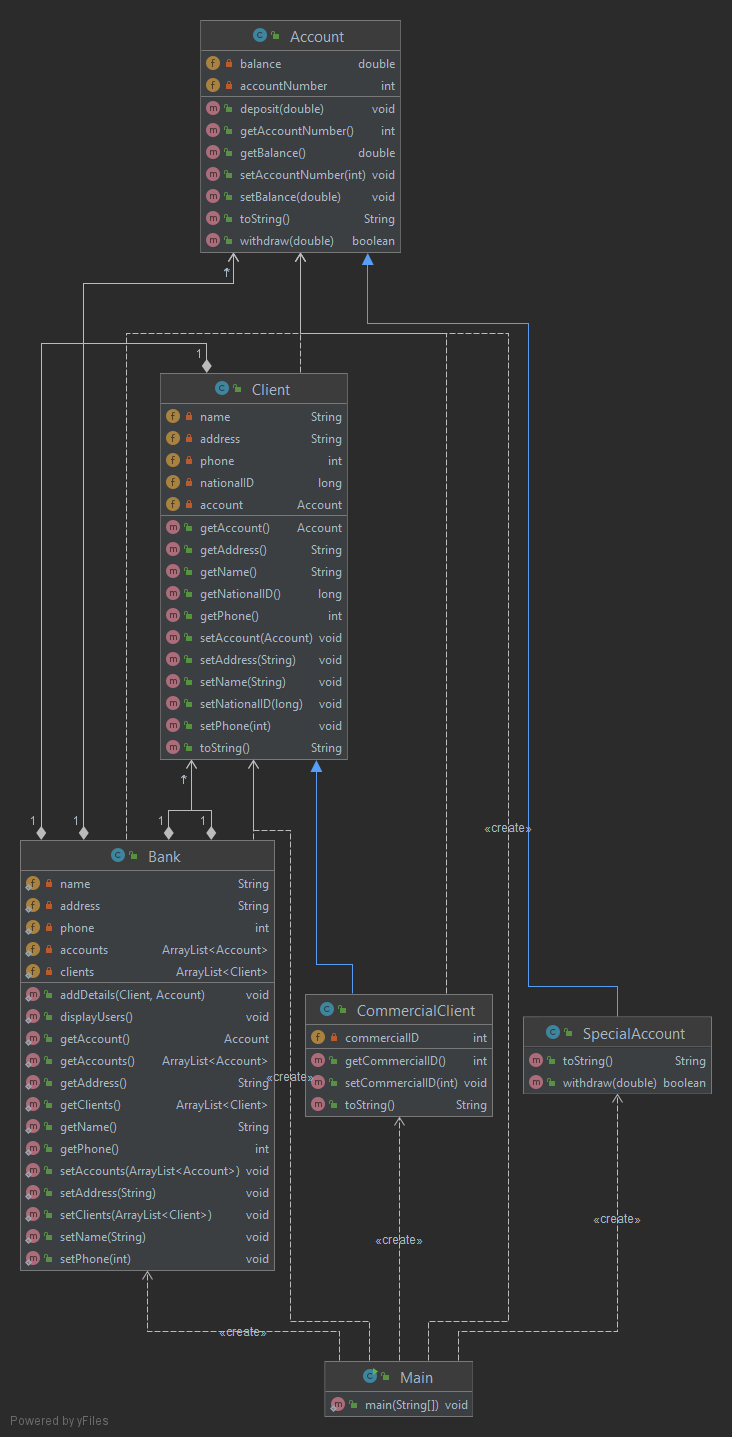 Account
balance double
accountNumber int
deposit(double) void
getAccountNumber() int
getBalance() double
setAccountNumber(int) void
setBalance(double) void
toString() String
withdraw(double) boolean
1
Client
name String
address String
phone int
nationalID long
account Account
getAccount() Account
getAddress() String
getName() String
getNationalID() long
getPhone() int
setAccount(Account) void
setAddress(String) void
setName(String) void
setNationalID(long) void
setPhone(int) void
toString() String
1 1 1 1
«create»
Bank
name String
address String
phone int
accounts ArrayList<Account>
clients ArrayList<Client>
addDetails(Client, Account) void
displayUsers() void
getAccount() Account
getAccounts() ArrayList<Account>
getAddress() String
getClients() ArrayList<Client>
getName() String
getPhone() int
setAccounts(ArrayList<Account>) void
setAddress(String) void
setClients(ArrayList<Client>) void
setName(String) void
setPhone(int) void
«create»
CommercialClient
commercialID int
getCommercialID() int
setCommercialID(int) void
toString() String
SpecialAccount
toString() String
withdraw(double) boolean
«create»
«create»
«create»
Main
main(String[]) void
Powered by yFiles